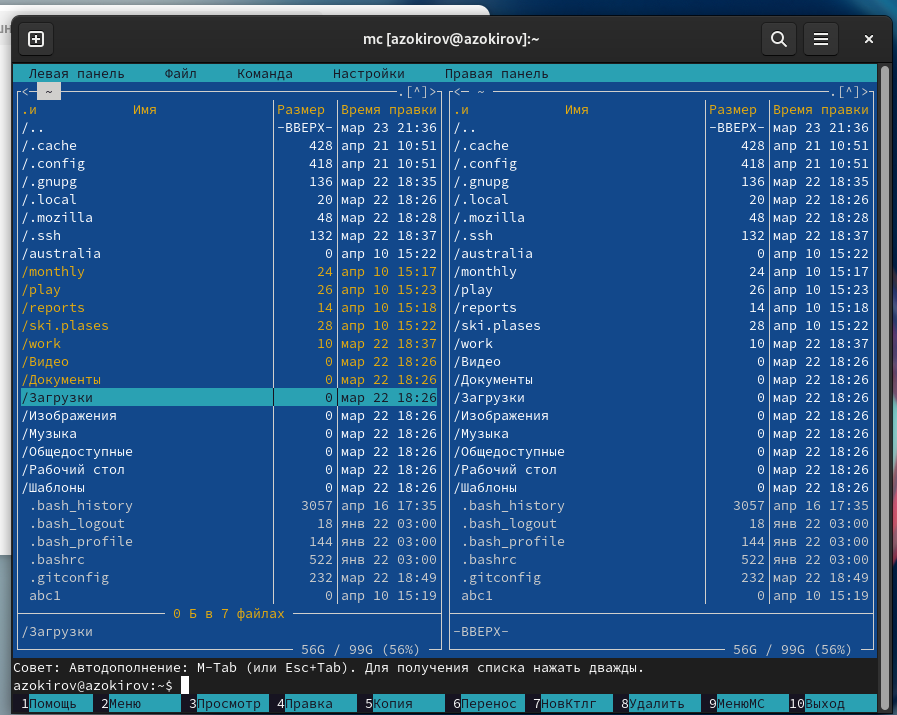 mc [azokirov@azokirov]:~
Левая панель Файл Команда Настройки Правая панель
<─ ~ .[^]> <─ ~ .[^]>
.и Имя Размер Время правки .и Имя Размер Время правки
/.. -ВВЕРХ- мар 23 21:36 /.. -ВВЕРХ- мар 23 21:36
/.cache 428 апр 21 10:51 /.cache 428 апр 21 10:51
/.config 418 апр 21 10:51 /.config 418 апр 21 10:51
/.gnupg 136 мар 22 18:35 /.gnupg 136 мар 22 18:35
/.local 20 мар 22 18:26 /.local 20 мар 22 18:26
/.mozilla 48 мар 22 18:28 /.mozilla 48 мар 22 18:28
/.ssh 132 мар 22 18:37 /.ssh 132 мар 22 18:37
/australia 0 апр 10 15:22 /australia 0 апр 10 15:22
/monthly 24 апр 10 15:17 /monthly 24 апр 10 15:17
/play 26 апр 10 15:23 /play 26 апр 10 15:23
/reports 14 апр 10 15:18 /reports 14 апр 10 15:18
/ski.plases 28 апр 10 15:22 /ski.plases 28 апр 10 15:22
/work 10 мар 22 18:37 /work 10 мар 22 18:37
/Видео 0 мар 22 18:26 /Видео 0 мар 22 18:26
/Документы 0 мар 22 18:26 /Документы 0 мар 22 18:26
/Загрузки 0 мар 22 18:26 /Загрузки 0 мар 22 18:26
/Изображения 0 мар 22 18:26 /Изображения 0 мар 22 18:26
/Музыка 0 мар 22 18:26 /Музыка 0 мар 22 18:26
/Общедоступные 0 мар 22 18:26 /Общедоступные 0 мар 22 18:26
/Рабочий стол 0 мар 22 18:26 /Рабочий стол 0 мар 22 18:26
/Шаблоны 0 мар 22 18:26 /Шаблоны 0 мар 22 18:26
.bash_history 3057 апр 16 17:35 .bash_history 3057 апр 16 17:35
.bash_logout 18 янв 22 03:00 .bash_logout 18 янв 22 03:00
.bash_profile 144 янв 22 03:00 .bash_profile 144 янв 22 03:00
.bashrc 522 янв 22 03:00 .bashrc 522 янв 22 03:00
.gitconfig 232 мар 22 18:49 .gitconfig 232 мар 22 18:49
abc1 0 апр 10 15:19 abc1 0 апр 10 15:19
0 Б в 7 файлах
/Загрузки -ВВЕРХ-
56G / 99G (56%) 56G / 99G (56%)
Совет: Автодополнение: M-Tab (или Esc+Tab). Для получения списка нажать дважды.
azokirov@azokirov:~$
1Помощь 2Меню 3Просмотр 4Правка 5Копия 6Перенос 7НовКтлг 8Удалить 9МенюMC 10Выход